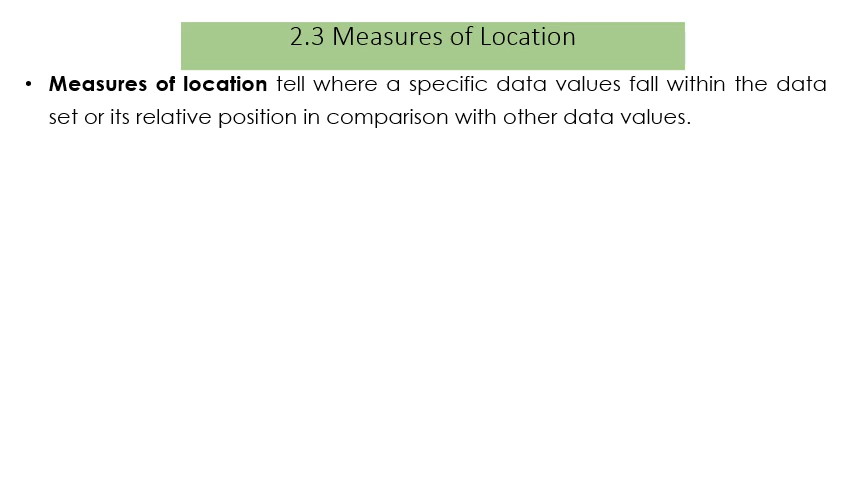 2.3 Measures of Location
• Measures of location tell where a specific data values fall within the data
set or its relative position in comparison with other data values.